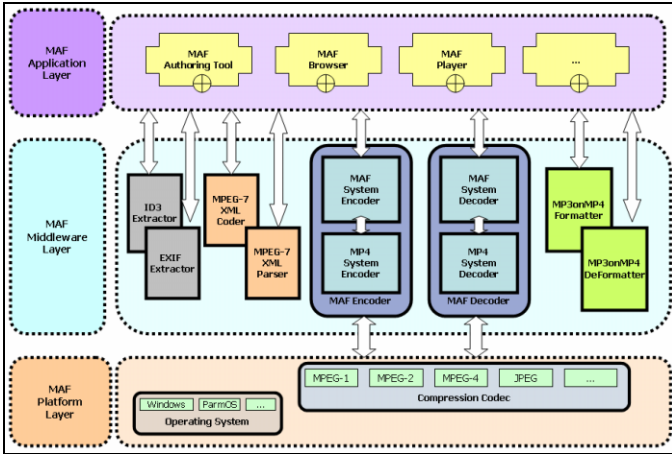 MAF
Application
Layer
MAF
Authoring Tool
MAF
Browser
MAF
Player
...
MAF
Middleware
Layer
ID3
Extractor
EXIF
Extractor
MPEG-7
XML
Coder
MPEG-7
XML
Parser
MAF
System
Encoder
MP4
System
Encoder
MAF Encoder
MAF
System
Decoder
MP4
System
Decoder
MAF Decoder
MP3onMP4
Formatter
MP3onMP4
DeFormatter
MAF
Platform
Layer
Windows
ParmOS
...
Operating System
MPEG-1
MPEG-2
MPEG-4
JPEG
...
Compression Codec